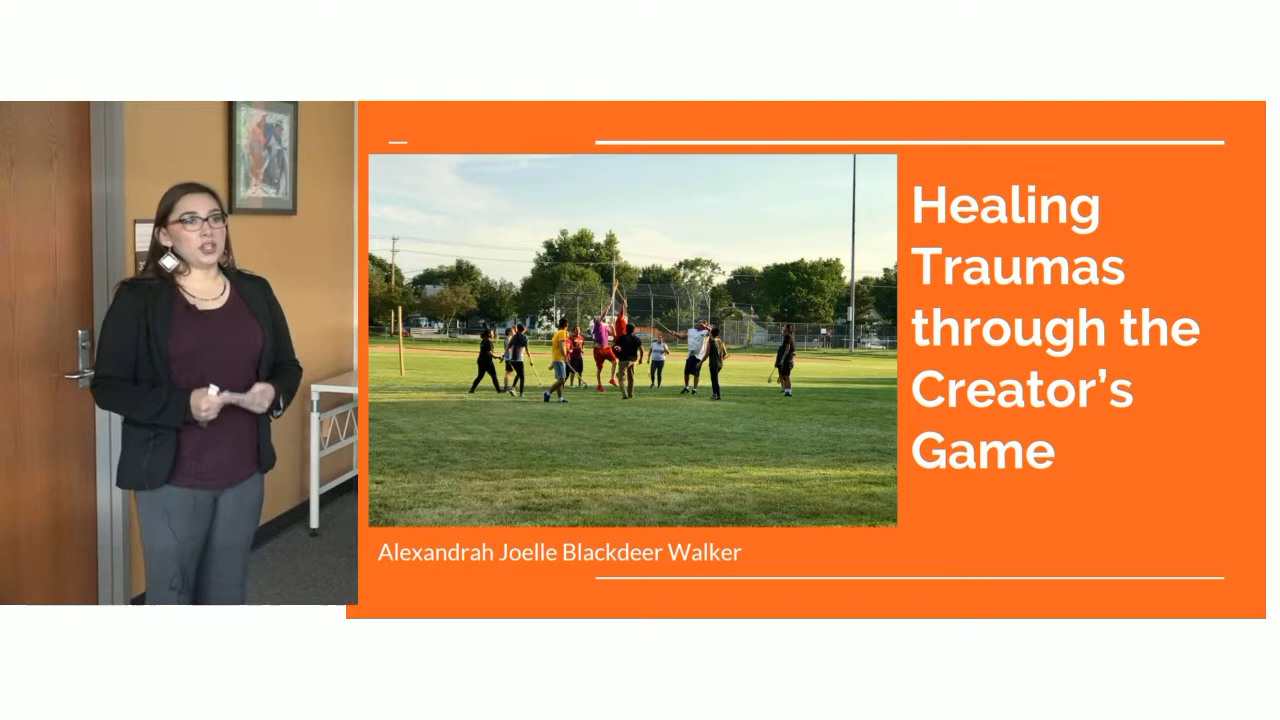 Healing
Traumas
through the
Creator’s
Game
Alexandrah Joelle Blackdeer Walker